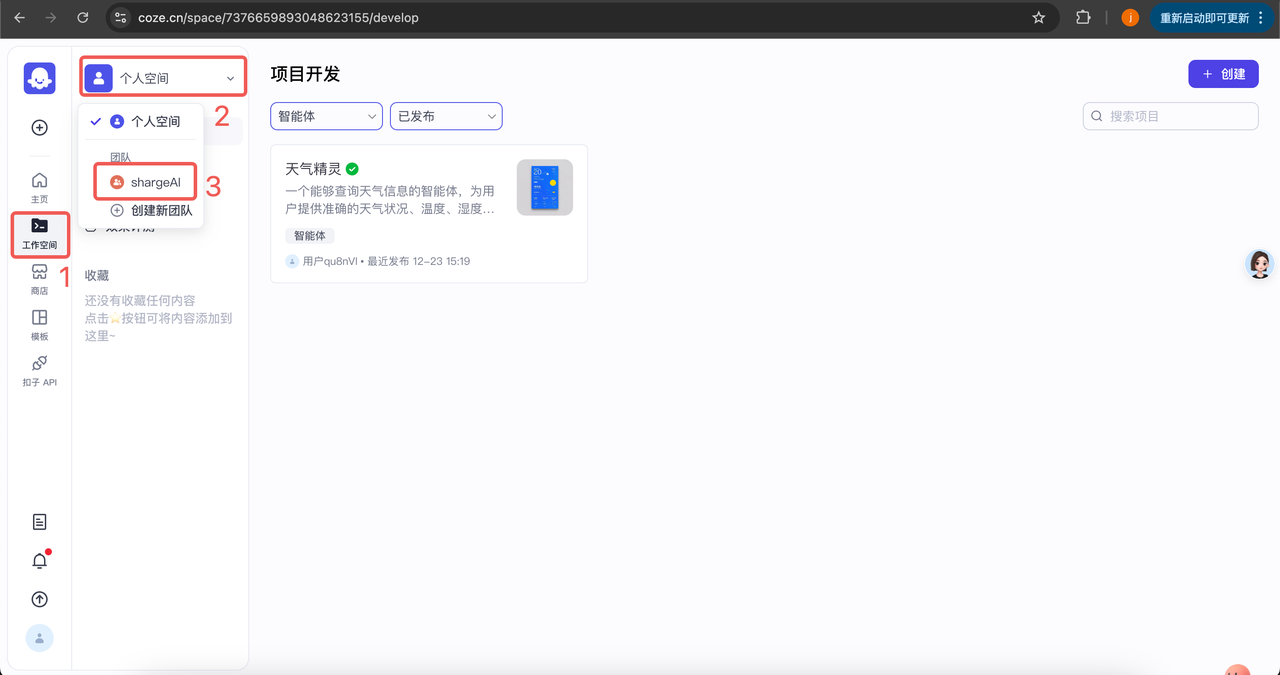 coze.cn/space/7376659893048623155/develop
j
重新启动即可更新
个人空间
项目开发
+ 创建
2
个人空间
智能体
已发布
搜索项目
团队
shargeAI
3
创建新团队
天气精灵
一个能够查询天气信息的智能体，为用
户提供准确的天气状况、温度、湿度...
智能体
用户qu8nVI • 最近发布 12-23 15:19
主页
工作空间
1
商店
模板
扣子 API
收藏
还没有收藏任何内容
点击⭐按钮可将内容添加到
这里~